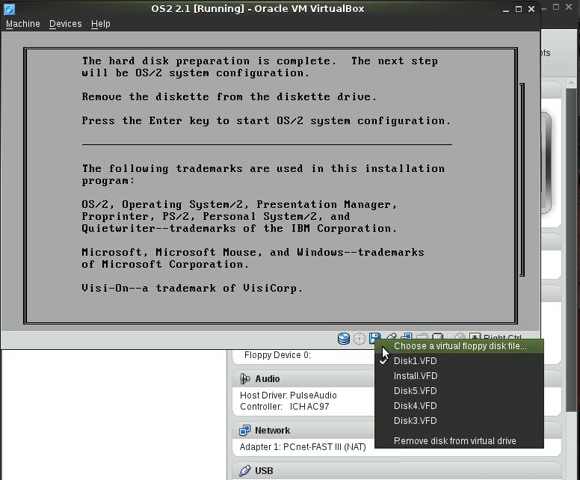 OS2 2.1 [Running] - Oracle VM VirtualBox
Machine Devices Help
The hard disk preparation is complete. The next step
will be OS/2 system configuration.
Remove the diskette from the diskette drive.
Press the Enter key to start OS/2 system configuration.
The following trademarks are used in this installation
program:
OS/2, Operating System/2, Presentation Manager,
Proprinter, PS/2, Personal System/2, and
Quietwriter--trademarks of the IBM Corporation.
Microsoft, Microsoft Mouse, and Windows--trademarks
of Microsoft Corporation.
Visi-On--a trademark of VisiCorp.
Right Ctrl
Choose a virtual floppy disk file...
Disk1.VFD
Install.VFD
Disk5.VFD
Disk4.VFD
Disk3.VFD
Remove disk from virtual drive
Floppy Device 0:
Audio
Host Driver: PulseAudio
Controller: ICH AC97
Network
Adapter 1: PCnet-FAST III (NAT)
USB